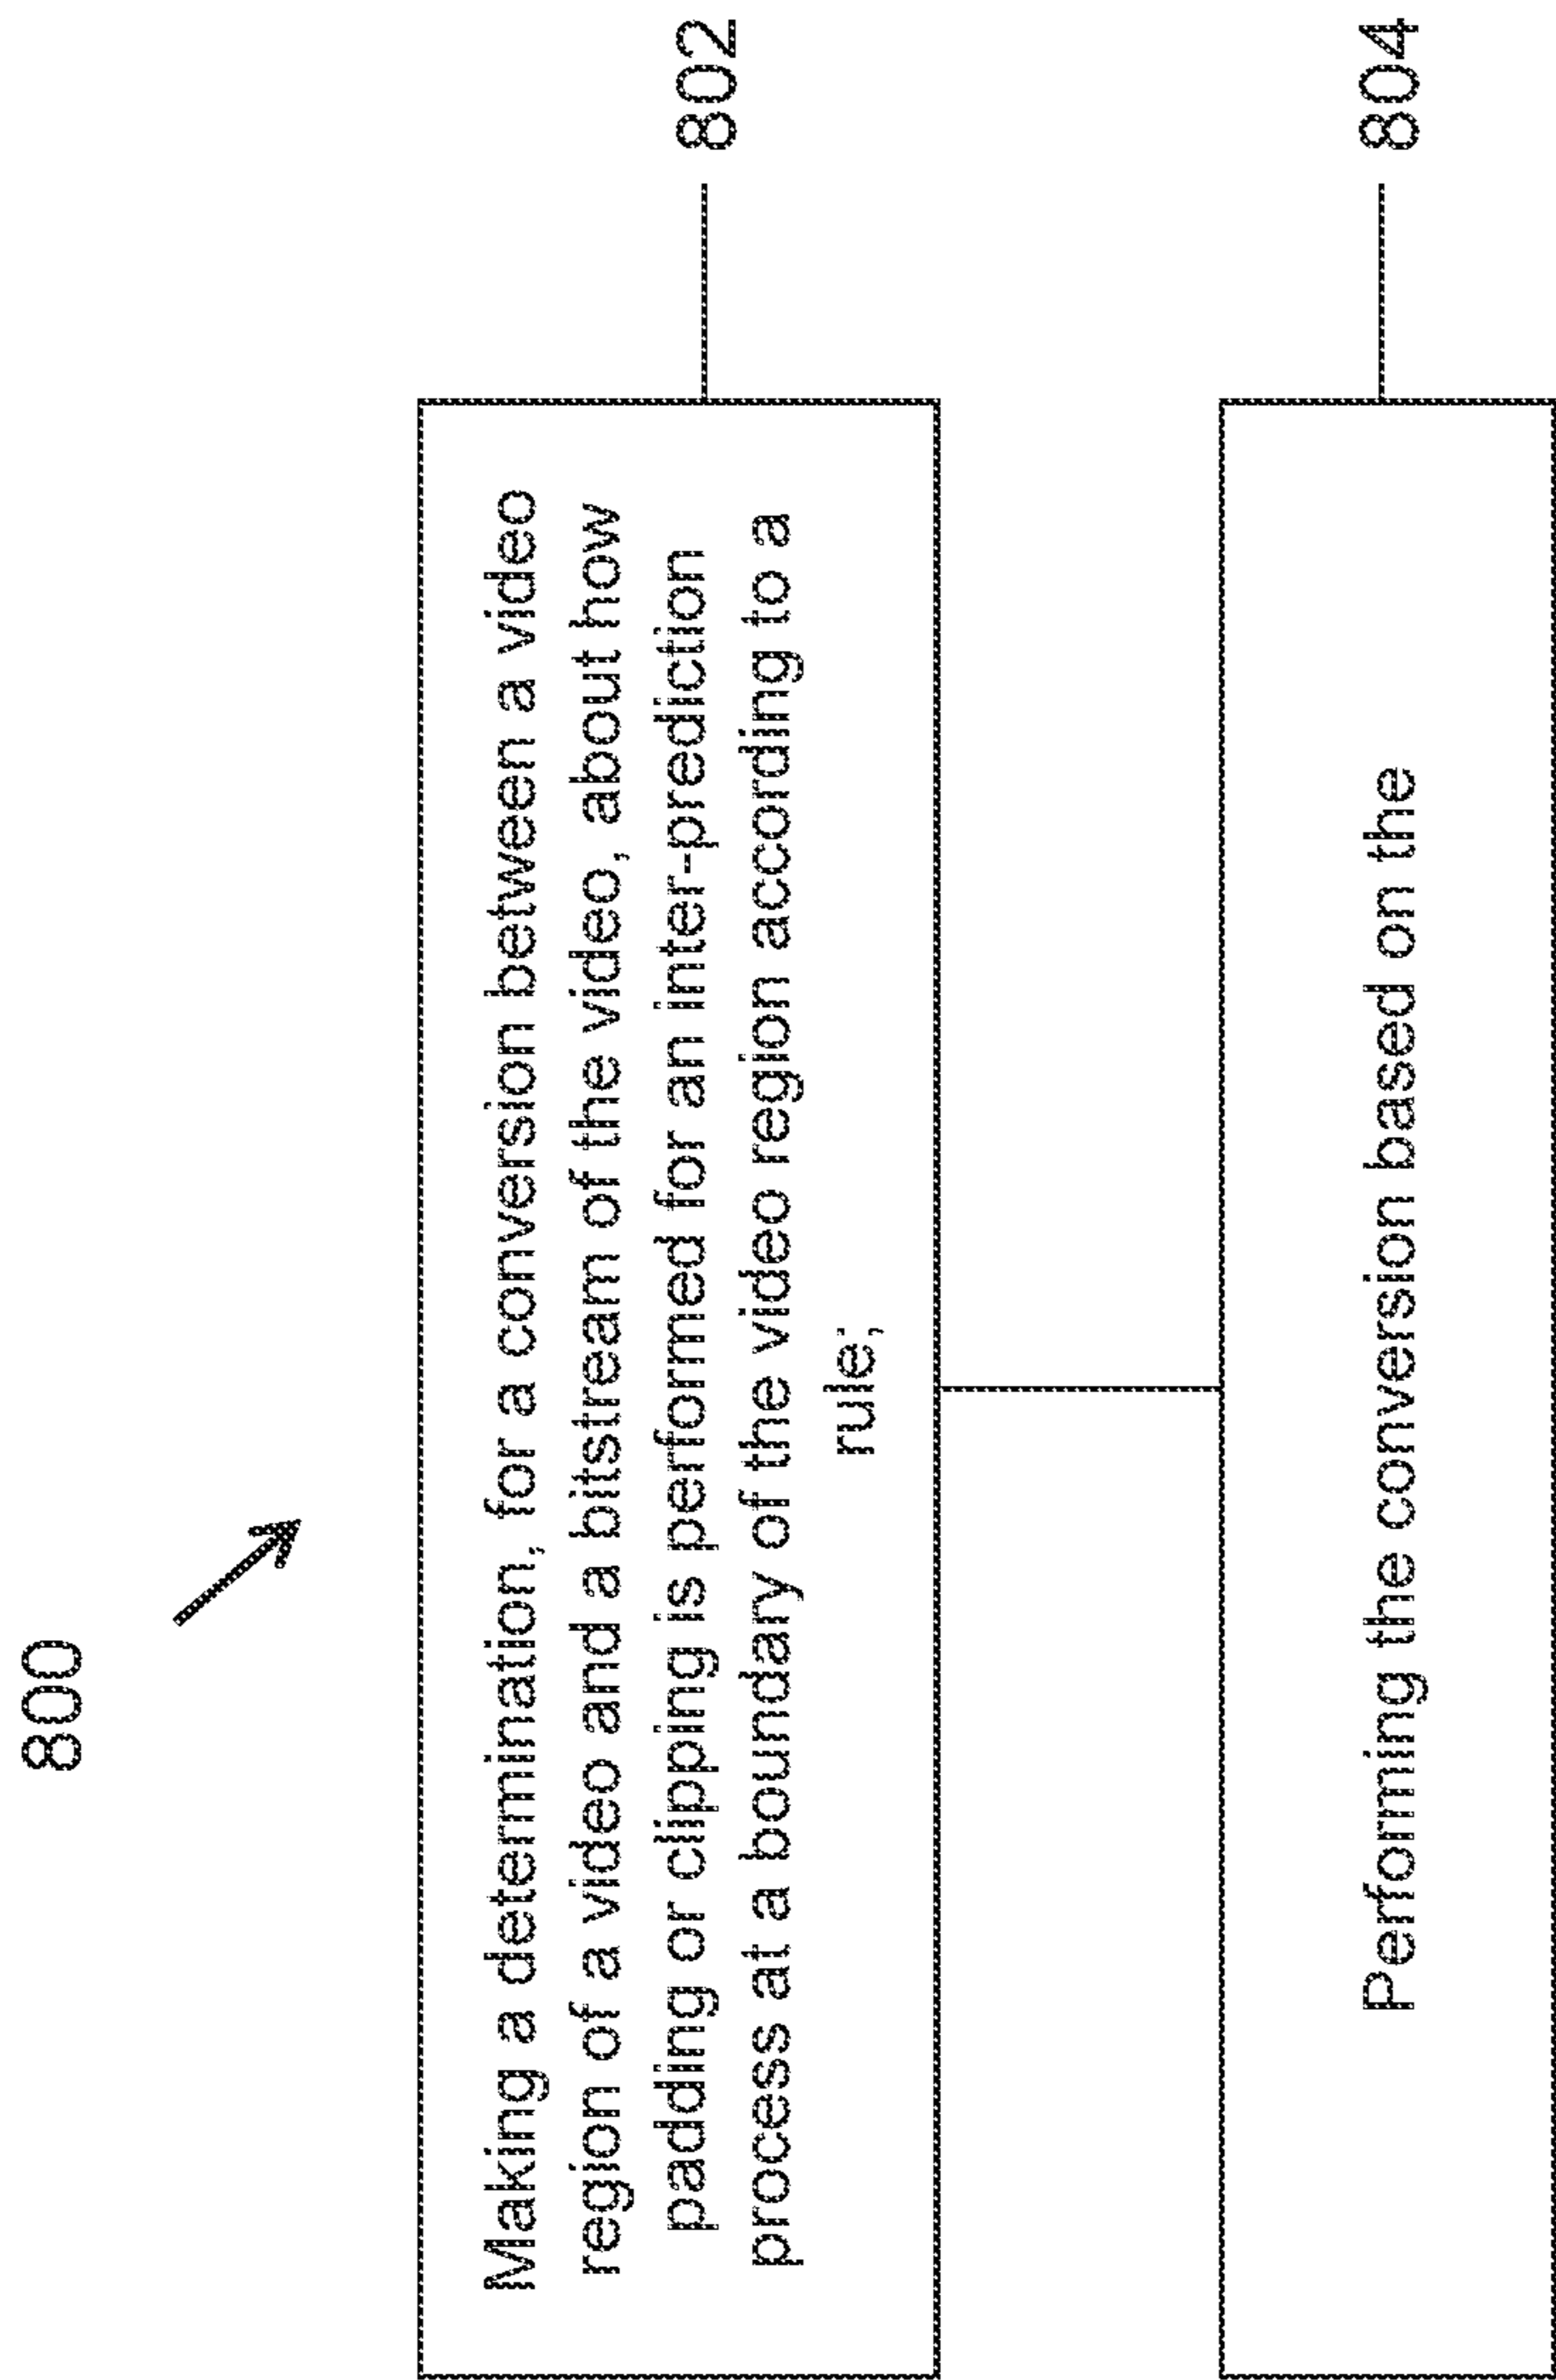 800
Making a determination, for a conversion between a video
region of a video and a bitstream of the video, about how
padding or clipping is performed for an inter-prediction
process at a boundary of the video region according to a
rule;
802
Performing the conversion based on the
804